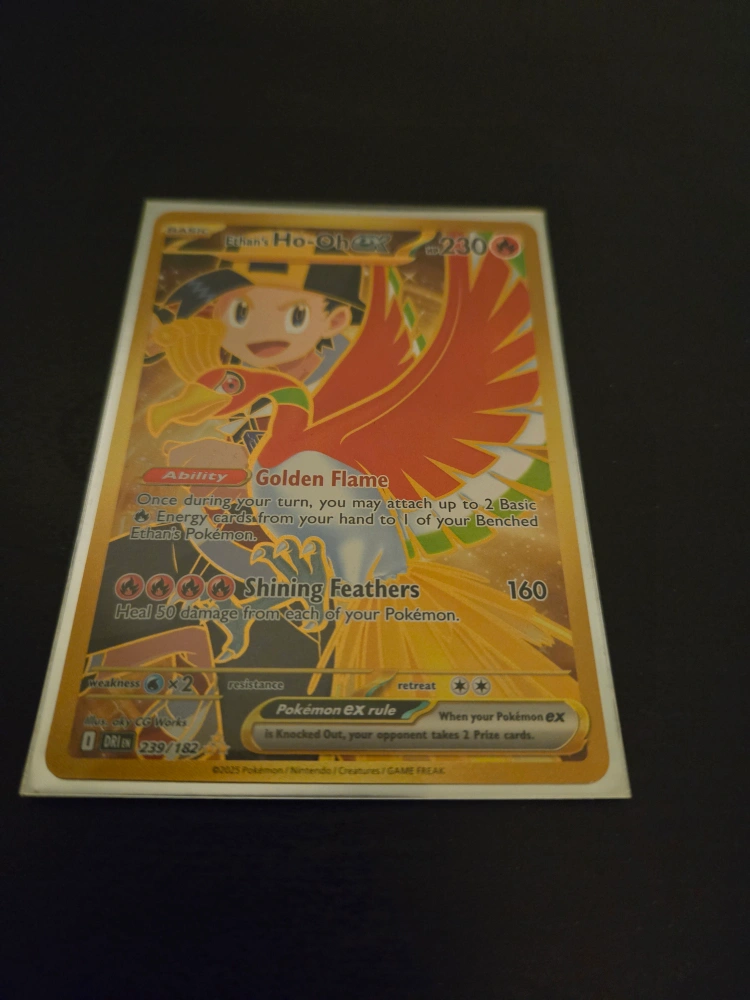 BASIC Ethan's Ho-Oh ex HP 230
Ability Golden Flame
Once during your turn, you may attach up to 2 Basic
Energy cards from your hand to 1 of your Benched
Ethan's Pokémon.
Shining Feathers 160
Heal 50 damage from each of your Pokémon.
weakness ×2 resistance retreat
Pokémon ex rule When your Pokémon ex
is Knocked Out, your opponent takes 2 Prize cards.
Illus. aky CG Works
DRI EN 239/182
©2025 Pokémon / Nintendo / Creatures / GAME FREAK